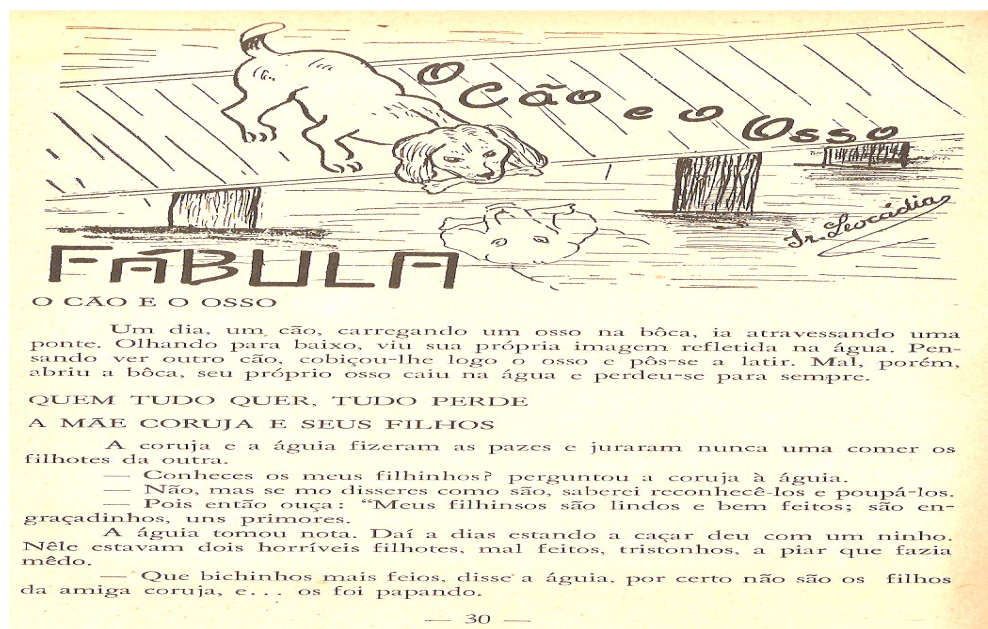 O Cão e o Osso
Ir. Leocádia
FÁBULA
O CÃO E O OSSO
Um dia, um cão, carregando um osso na bôca, ia atravessando uma
ponte. Olhando para baixo, viu sua própria imagem refletida na água. Pen-
sando ver outro cão, cobiçou-lhe logo o osso e pôs-se a latir. Mal, porém,
abriu a bôca, seu próprio osso caiu na água e perdeu-se para sempre.
QUEM TUDO QUER, TUDO PERDE
A MÃE CORUJA E SEUS FILHOS
A coruja e a águia fizeram as pazes e juraram nunca uma comer os
filhotes da outra.
— Conheces os meus filhinhos? perguntou a coruja à águia.
— Não, mas se mo disseres como são, saberei reconhecê-los e poupá-los.
— Pois então ouça: “Meus filhinsos são lindos e bem feitos; são en-
graçadinhos, uns primores.
A águia tomou nota. Daí a dias estando a caçar deu com um ninho.
Nêle estavam dois horríveis filhotes, mal feitos, tristonhos, a piar que fazia
mêdo.
— Que bichinhos mais feios, disse a águia, por certo não são os filhos
da amiga coruja, e... os foi papando.
— 30 —